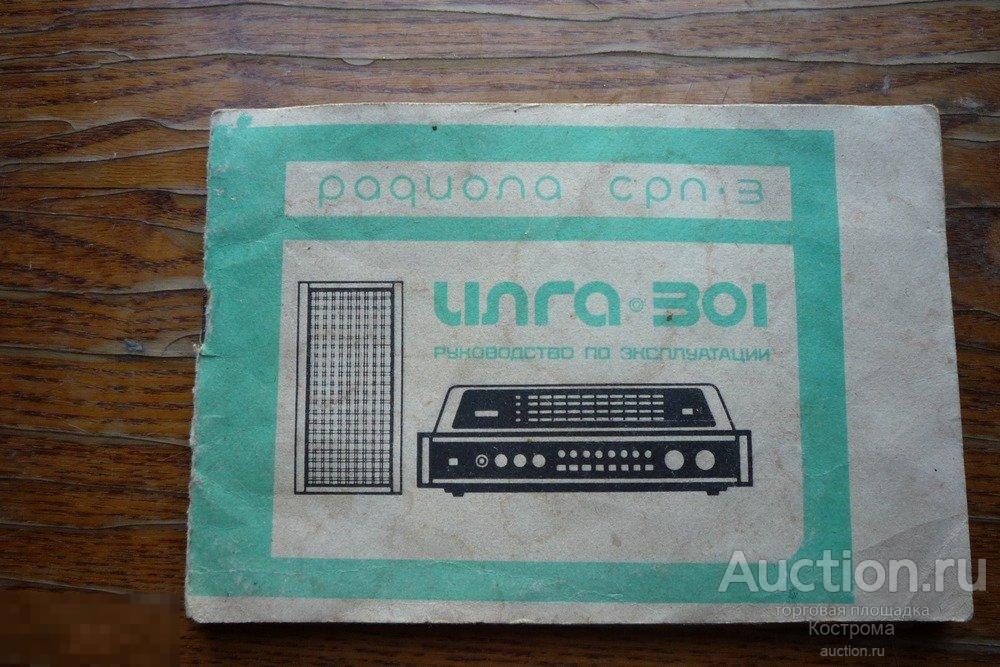 радиола срп·3
илга 301
РУКОВОДСТВО ПО ЭКСПЛУАТАЦИИ
Auction.ru
торговая площадка
Кострома
auction.ru